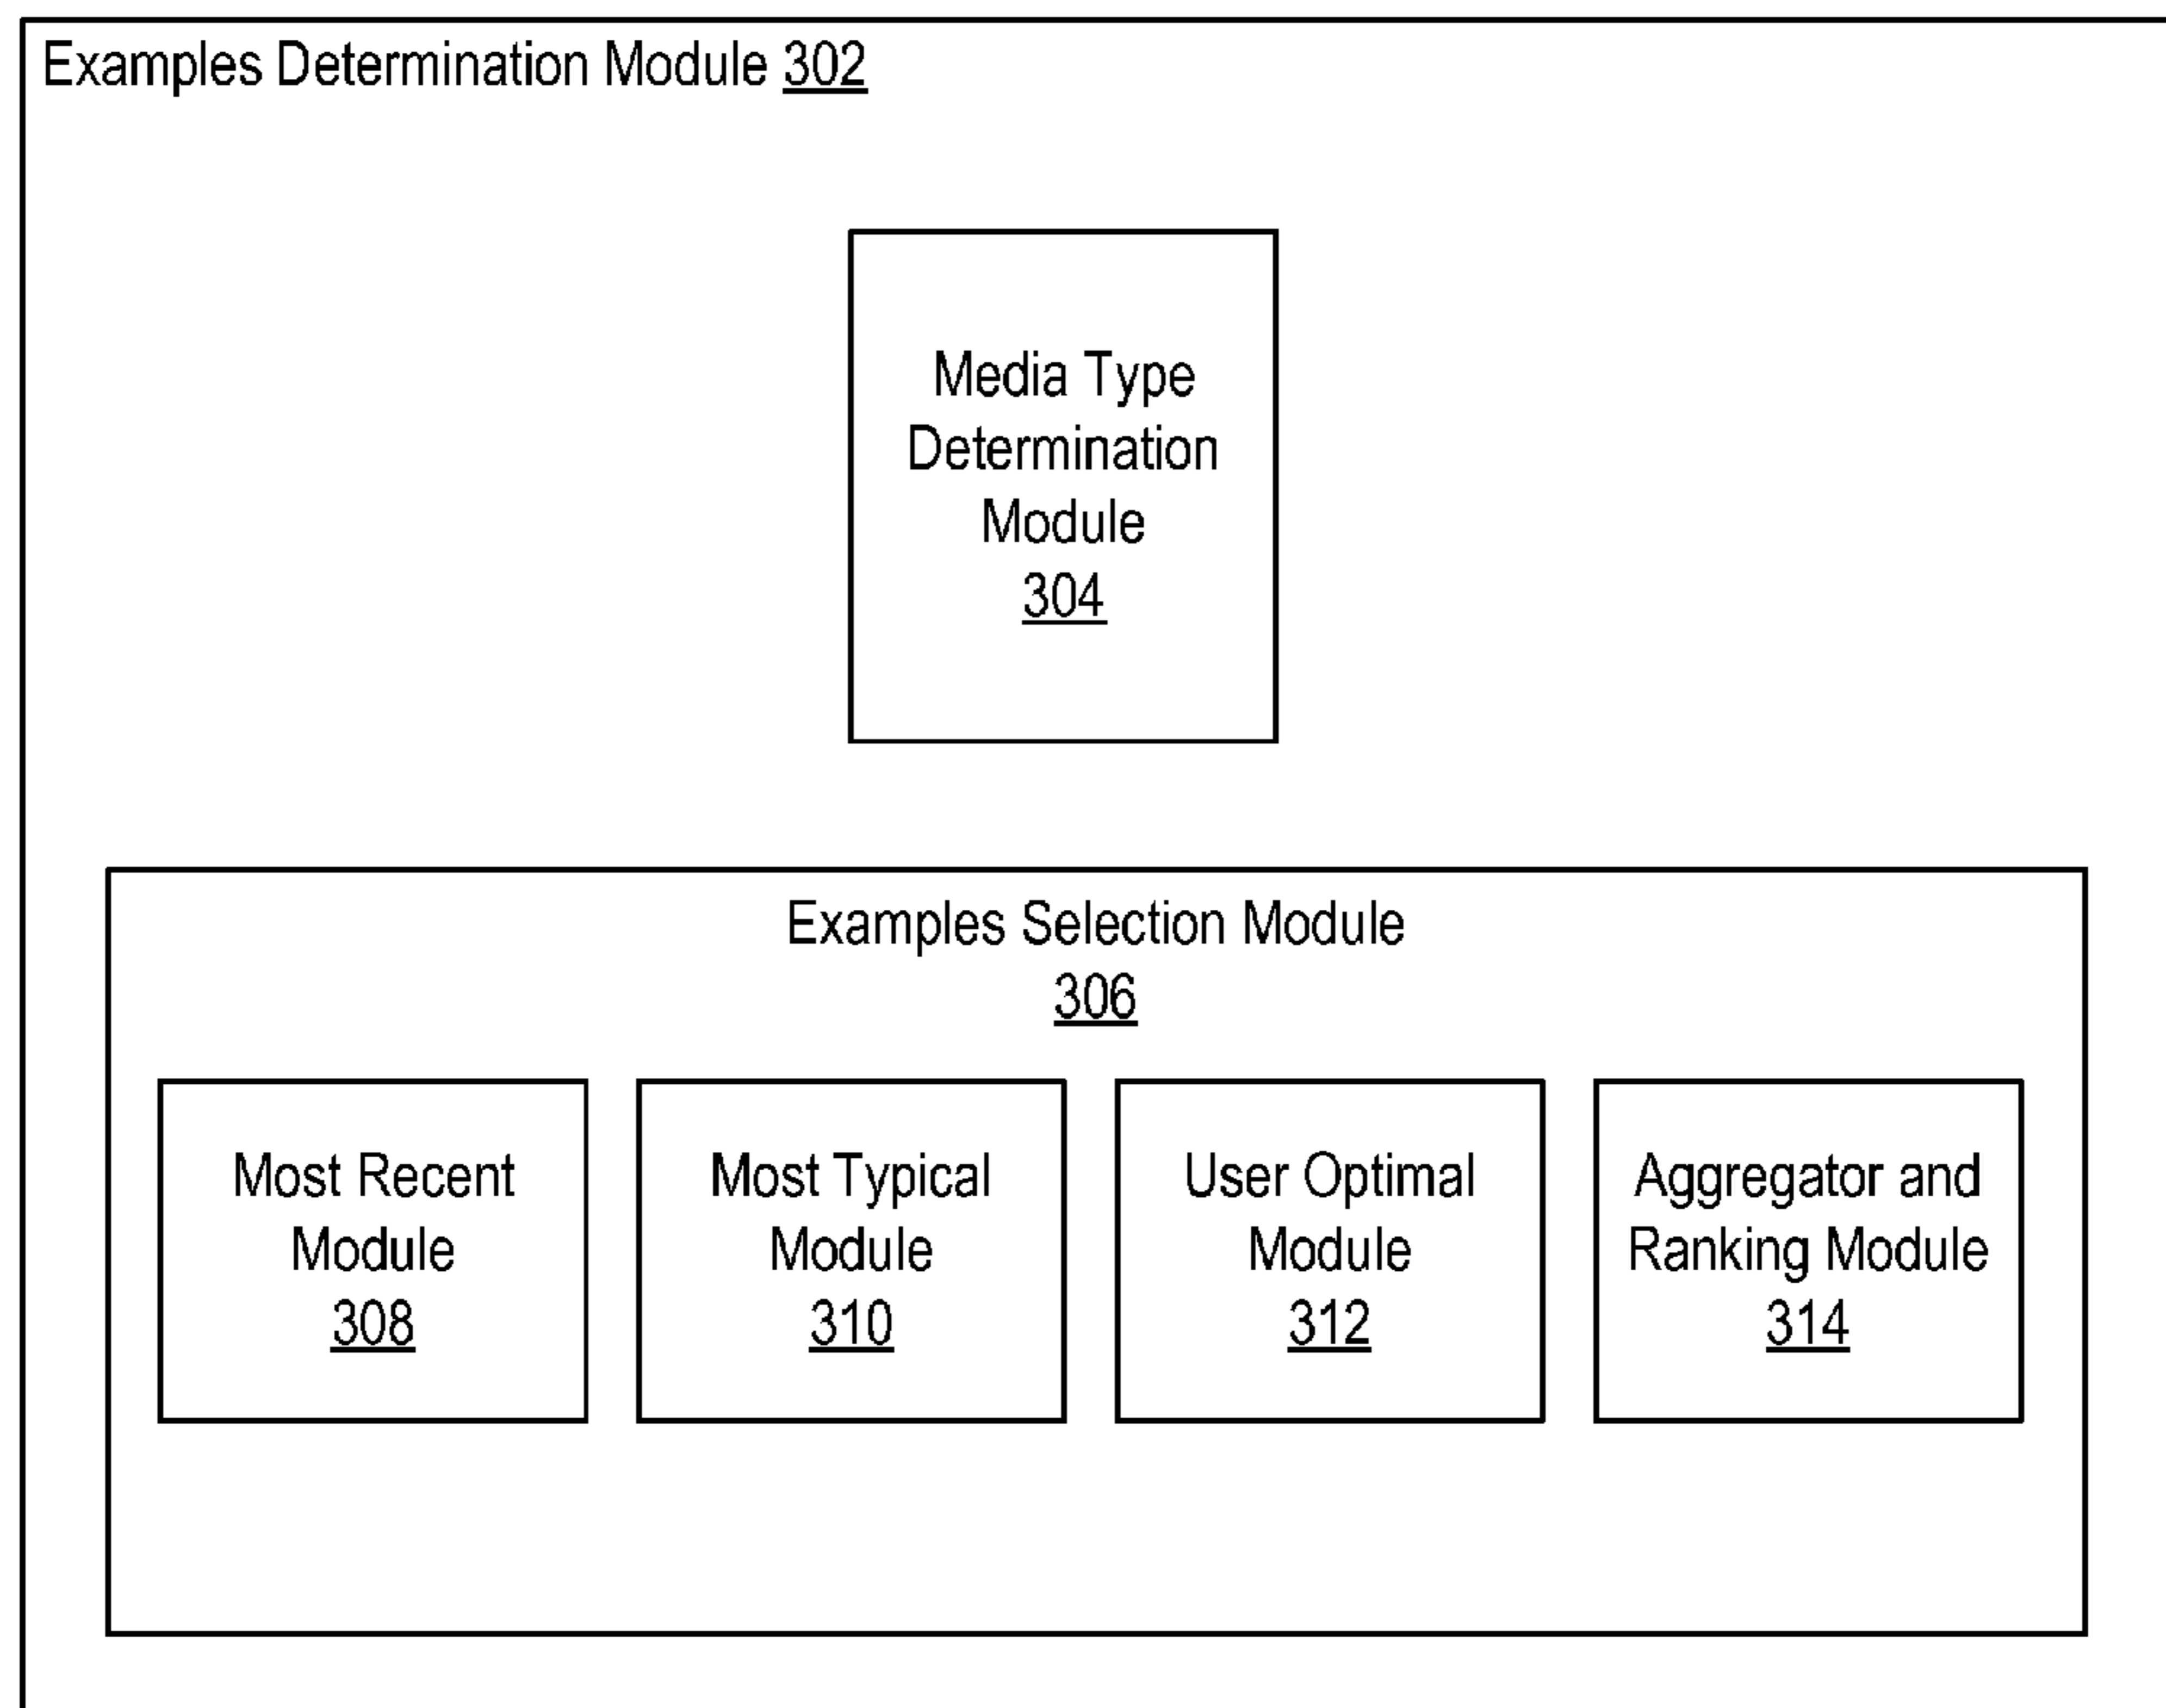 Examples Determination Module 302
Media Type
Determination
Module
304
Examples Selection Module
306
Most Recent
Module
308
Most Typical
Module
310
User Optimal
Module
312
Aggregator and
Ranking Module
314